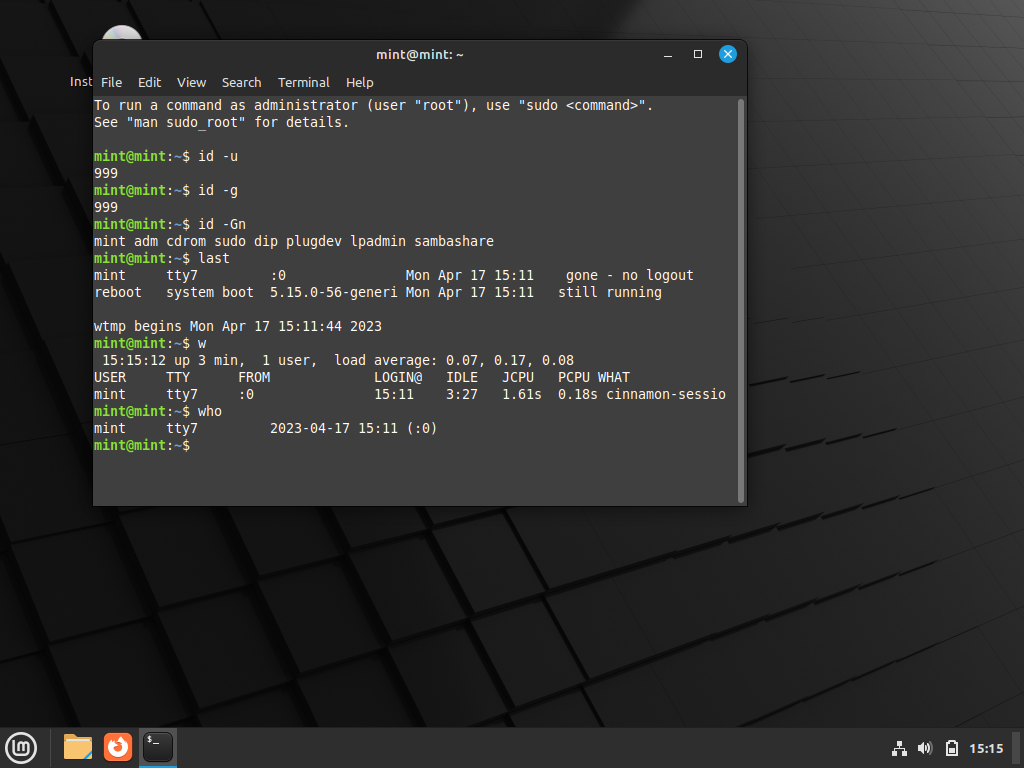 mint@mint: ~
Inst
File Edit View Search Terminal Help
To run a command as administrator (user "root"), use "sudo <command>".
See "man sudo_root" for details.
mint@mint:~$ id -u
999
mint@mint:~$ id -g
999
mint@mint:~$ id -Gn
mint adm cdrom sudo dip plugdev lpadmin sambashare
mint@mint:~$ last
mint     tty7         :0               Mon Apr 17 15:11    gone - no logout
reboot   system boot  5.15.0-56-generi Mon Apr 17 15:11   still running
wtmp begins Mon Apr 17 15:11:44 2023
mint@mint:~$ w
 15:15:12 up 3 min,  1 user,  load average: 0.07, 0.17, 0.08
USER     TTY      FROM             LOGIN@   IDLE   JCPU   PCPU WHAT
mint     tty7     :0               15:11    3:27   1.61s  0.18s cinnamon-sessio
mint@mint:~$ who
mint     tty7         2023-04-17 15:11 (:0)
mint@mint:~$
15:15